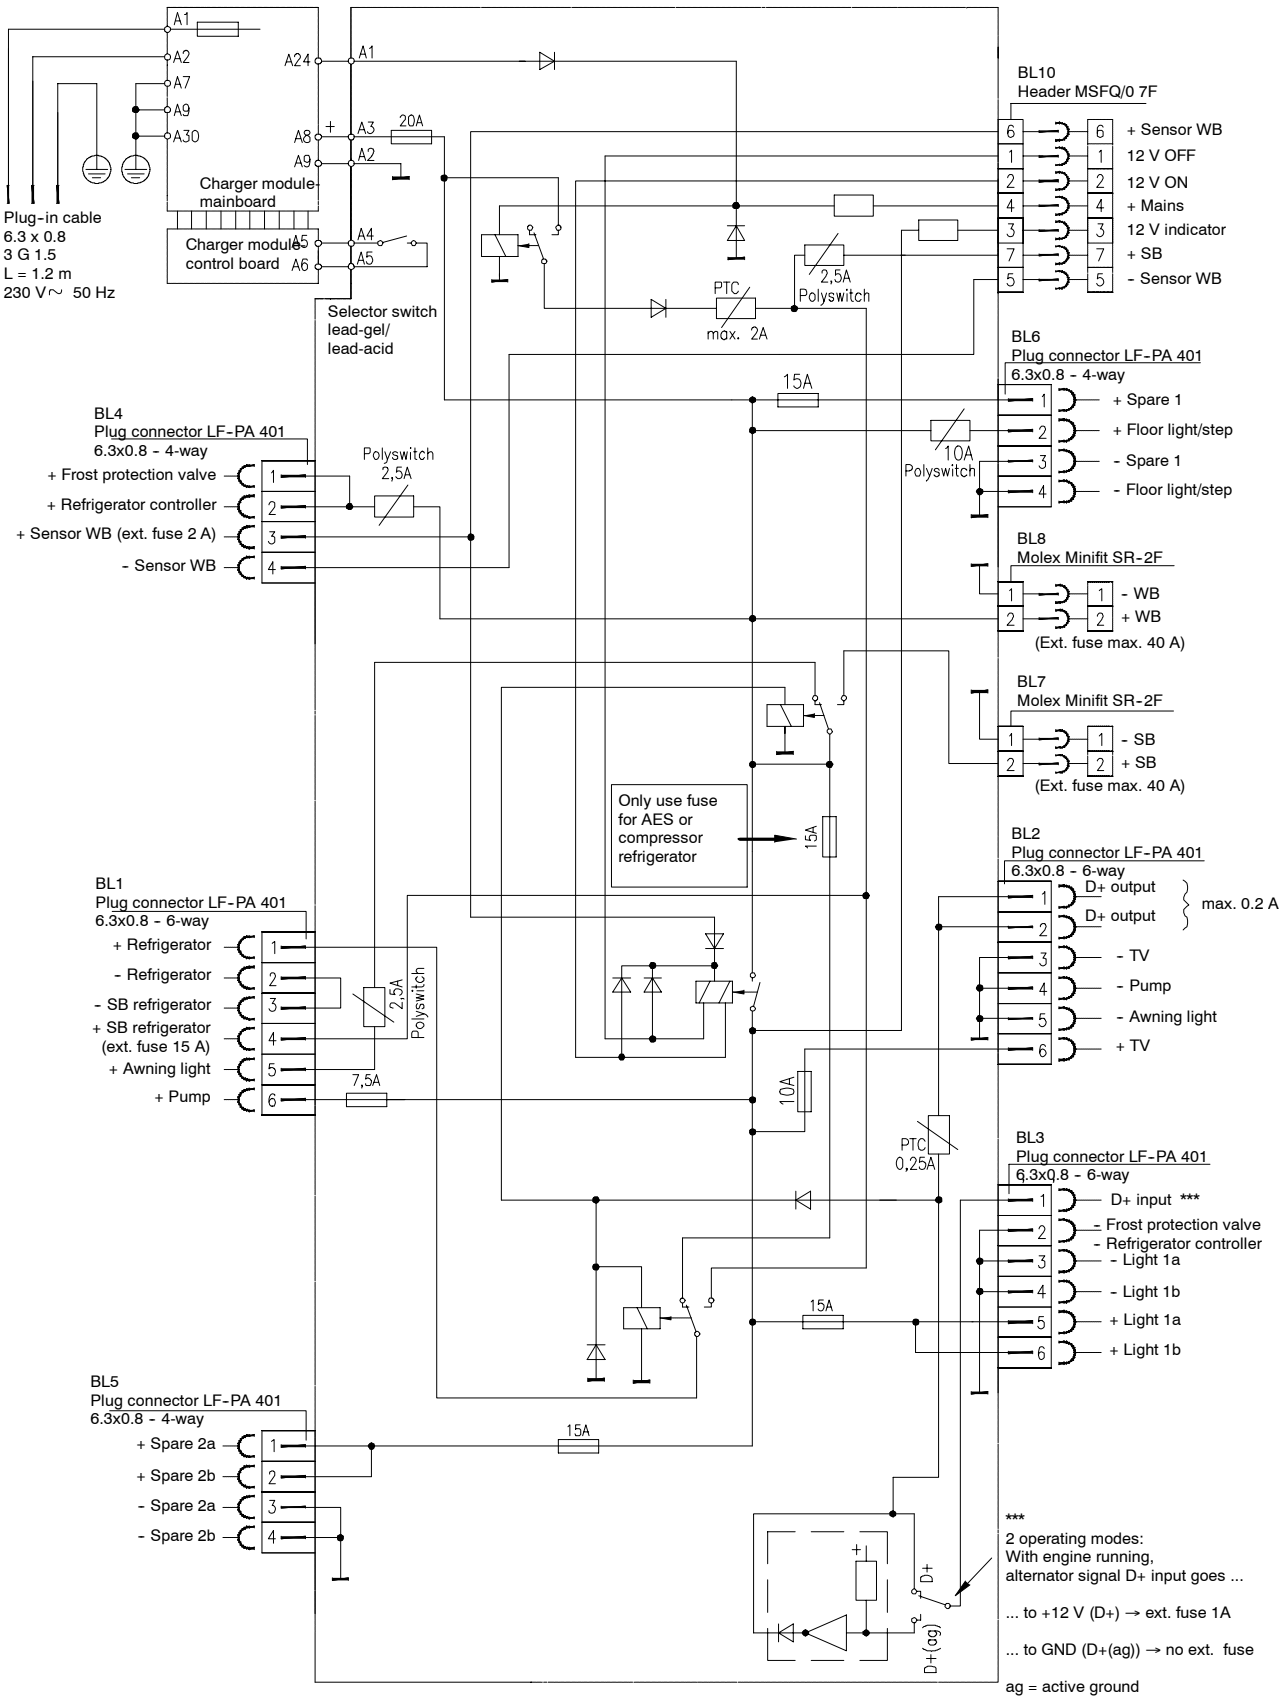 A1
A2
A7
A9
A30
A24
A1
A8
+
A3
20A
A9
A2
Charger module-
mainboard
A5
A4
Charger module-
control board
A6
A5
Plug-in cable
6.3 x 0.8
3 G 1.5
L = 1.2 m
230 V~ 50 Hz
Selector switch
lead-gel/
lead-acid
PTC
max. 2A
2,5A
Polyswitch
15A
10A
Polyswitch
BL10
Header MSFQ/0 7F
6 6 + Sensor WB
1 1 12 V OFF
2 2 12 V ON
4 4 + Mains
3 3 12 V indicator
7 7 + SB
5 5 - Sensor WB
BL6
Plug connector LF-PA 401
6.3x0.8 - 4-way
1 + Spare 1
2 + Floor light/step
3 - Spare 1
4 - Floor light/step
BL4
Plug connector LF-PA 401
6.3x0.8 - 4-way
+ Frost protection valve 1
+ Refrigerator controller 2
+ Sensor WB (ext. fuse 2 A) 3
- Sensor WB 4
Polyswitch
2,5A
BL8
Molex Minifit SR-2F
1 1 - WB
2 2 + WB
(Ext. fuse max. 40 A)
BL7
Molex Minifit SR-2F
1 1 - SB
2 2 + SB
(Ext. fuse max. 40 A)
Only use fuse
for AES or
compressor
refrigerator
15A
BL2
Plug connector LF-PA 401
6.3x0.8 - 6-way
1 D+ output
2 D+ output
max. 0.2 A
3 - TV
4 - Pump
5 - Awning light
6 + TV
BL1
Plug connector LF-PA 401
6.3x0.8 - 6-way
+ Refrigerator 1
- Refrigerator 2
- SB refrigerator 3
+ SB refrigerator
(ext. fuse 15 A) 4
+ Awning light 5
+ Pump 6
2,5A
Polyswitch
7,5A
10A
PTC
0,25A
BL3
Plug connector LF-PA 401
6.3x0.8 - 6-way
1 D+ input ***
2 - Frost protection valve
- Refrigerator controller
3 - Light 1a
4 - Light 1b
5 + Light 1a
6 + Light 1b
15A
BL5
Plug connector LF-PA 401
6.3x0.8 - 4-way
+ Spare 2a 1
+ Spare 2b 2
- Spare 2a 3
- Spare 2b 4
15A
+
D+
D+(ag)
***
2 operating modes:
With engine running,
alternator signal D+ input goes ...
... to +12 V (D+) → ext. fuse 1A
... to GND (D+(ag)) → no ext. fuse
ag = active ground